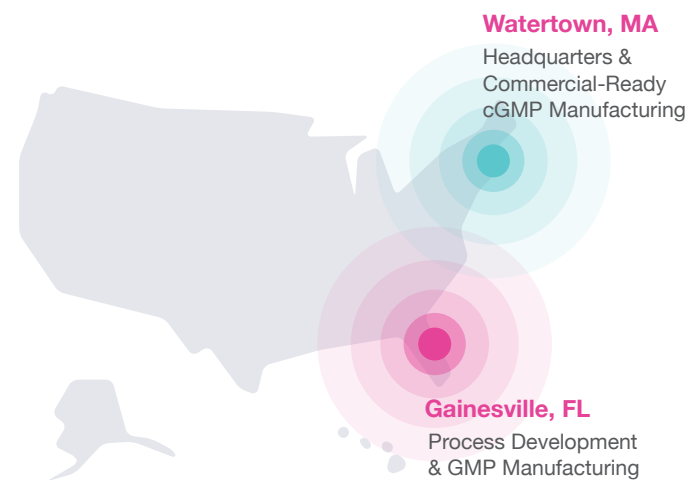 Watertown, MA
Headquarters &
Commercial-Ready
cGMP Manufacturing
Gainesville, FL
Process Development
& GMP Manufacturing